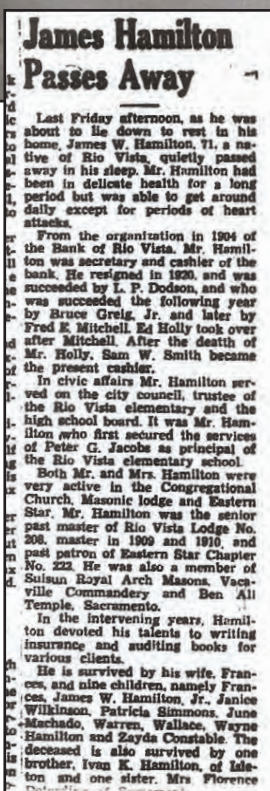 James Hamilton
Passes Away
Last Friday afternoon, as he was
about to lie down to rest in his
home, James W. Hamilton, 71, a na-
tive of Rio Vista, quietly passed
away in his sleep. Mr. Hamilton had
been in delicate health for a long
period but was able to get around
daily except for periods of heart
attacks.
From the organization in 1904 of
the Bank of Rio Vista, Mr. Hamil-
ton was secretary and cashier of the
bank. He resigned in 1920, and was
succeeded by L. P. Dodson, and who
was succeeded the following year
by Bruce Greig, Jr. and later by
Fred E. Mitchell. Ed Holly took over
after Mitchell. After the deatth of
Mr. Holly, Sam W. Smith became
the present cashier.
In civic affairs Mr. Hamilton ser-
ved on the city council, trustee of
the Rio Vista elementary and the
high school board. It was Mr. Ham-
ilton who first secured the services
of Peter G. Jacobs as principal of
the Rio Vista elementary school.
Both Mr. and Mrs. Hamilton were
very active in the Congregational
Church, Masonic lodge and Eastern
Star. Mr. Hamilton was the senior
past master of Rio Vista Lodge No.
208, master in 1909 and 1910, and
past patron of Eastern Star Chapter
No. 222. He was also a member of
Suisun Royal Arch Masons, Vaca-
ville Commandery and Ben Ali
Temple, Sacramento.
In the intervening years, Hamil-
ton devoted his talents to writing
insurance and auditing books for
various clients.
He is survived by his wife, Fran-
ces, and nine children, namely Fran-
ces, James W. Hamilton, Jr., Janice
Wilkinson, Patricia Simmons, June
Machado, Warren, Wallace, Wayne
Hamilton and Zayda Constable. The
deceased is also survived by one
brother, Ivan K. Hamilton, of Isle-
ton and one sister, Mrs Florence